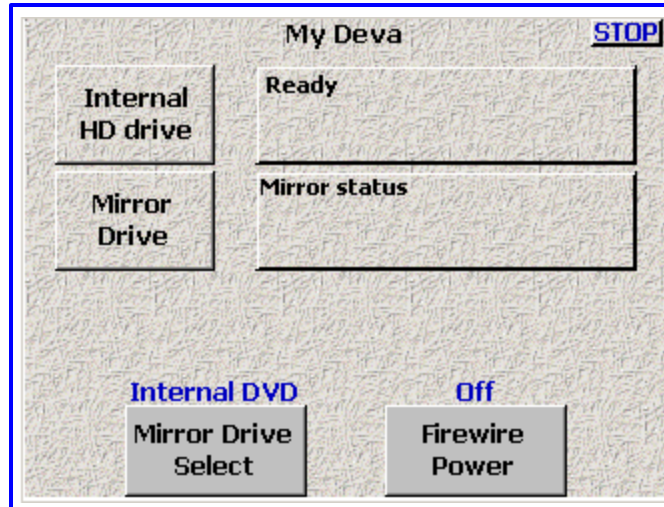 My Deva STOP
Internal
HD drive
Ready
Mirror
Drive
Mirror status
Internal DVD
Mirror Drive
Select
Off
Firewire
Power